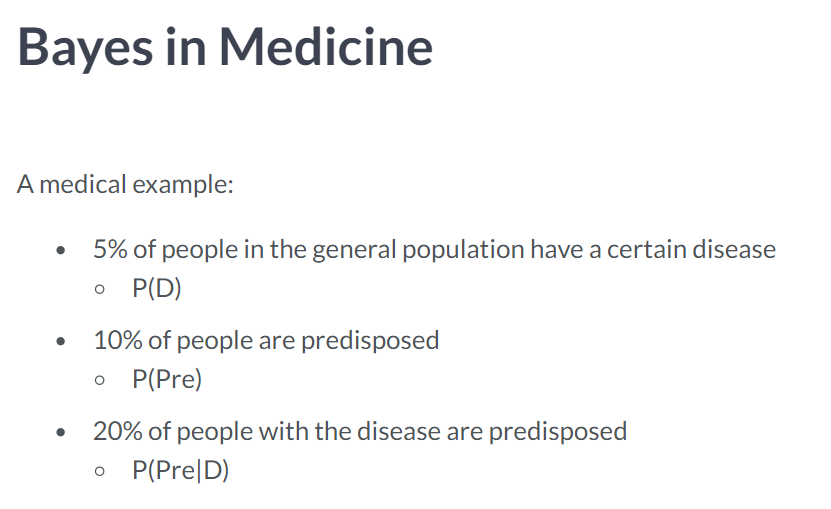 Bayes in Medicine
A medical example:
• 5% of people in the general population have a certain disease
○ P(D)
• 10% of people are predisposed
○ P(Pre)
• 20% of people with the disease are predisposed
○ P(Pre|D)